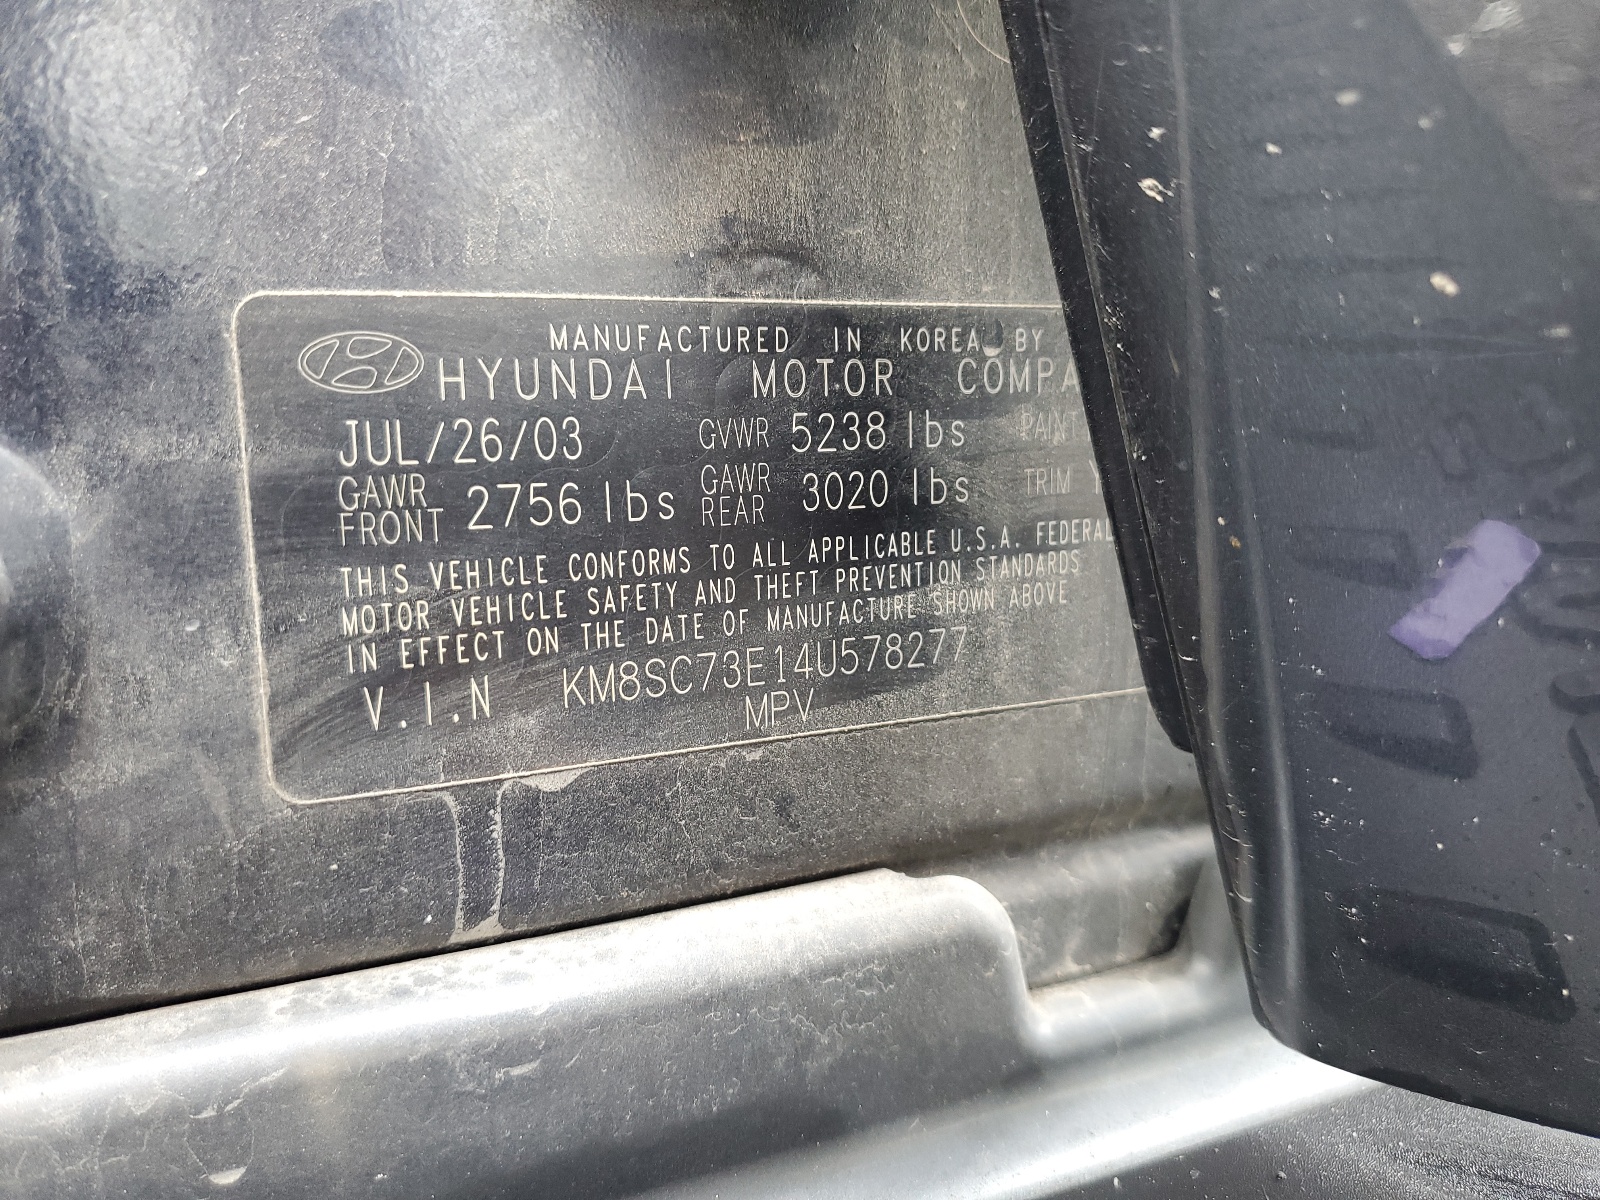 MANUFACTURED IN KOREA BY
HYUNDAI MOTOR COMPA
JUL/26/03 GVWR 5238 lbs PAINT
GAWR FRONT 2756 lbs GAWR REAR 3020 lbs TRIM
THIS VEHICLE CONFORMS TO ALL APPLICABLE U.S.A. FEDERAL
MOTOR VEHICLE SAFETY AND THEFT PREVENTION STANDARDS
IN EFFECT ON THE DATE OF MANUFACTURE SHOWN ABOVE
V.I.N KM8SC73E14U578277
MPV